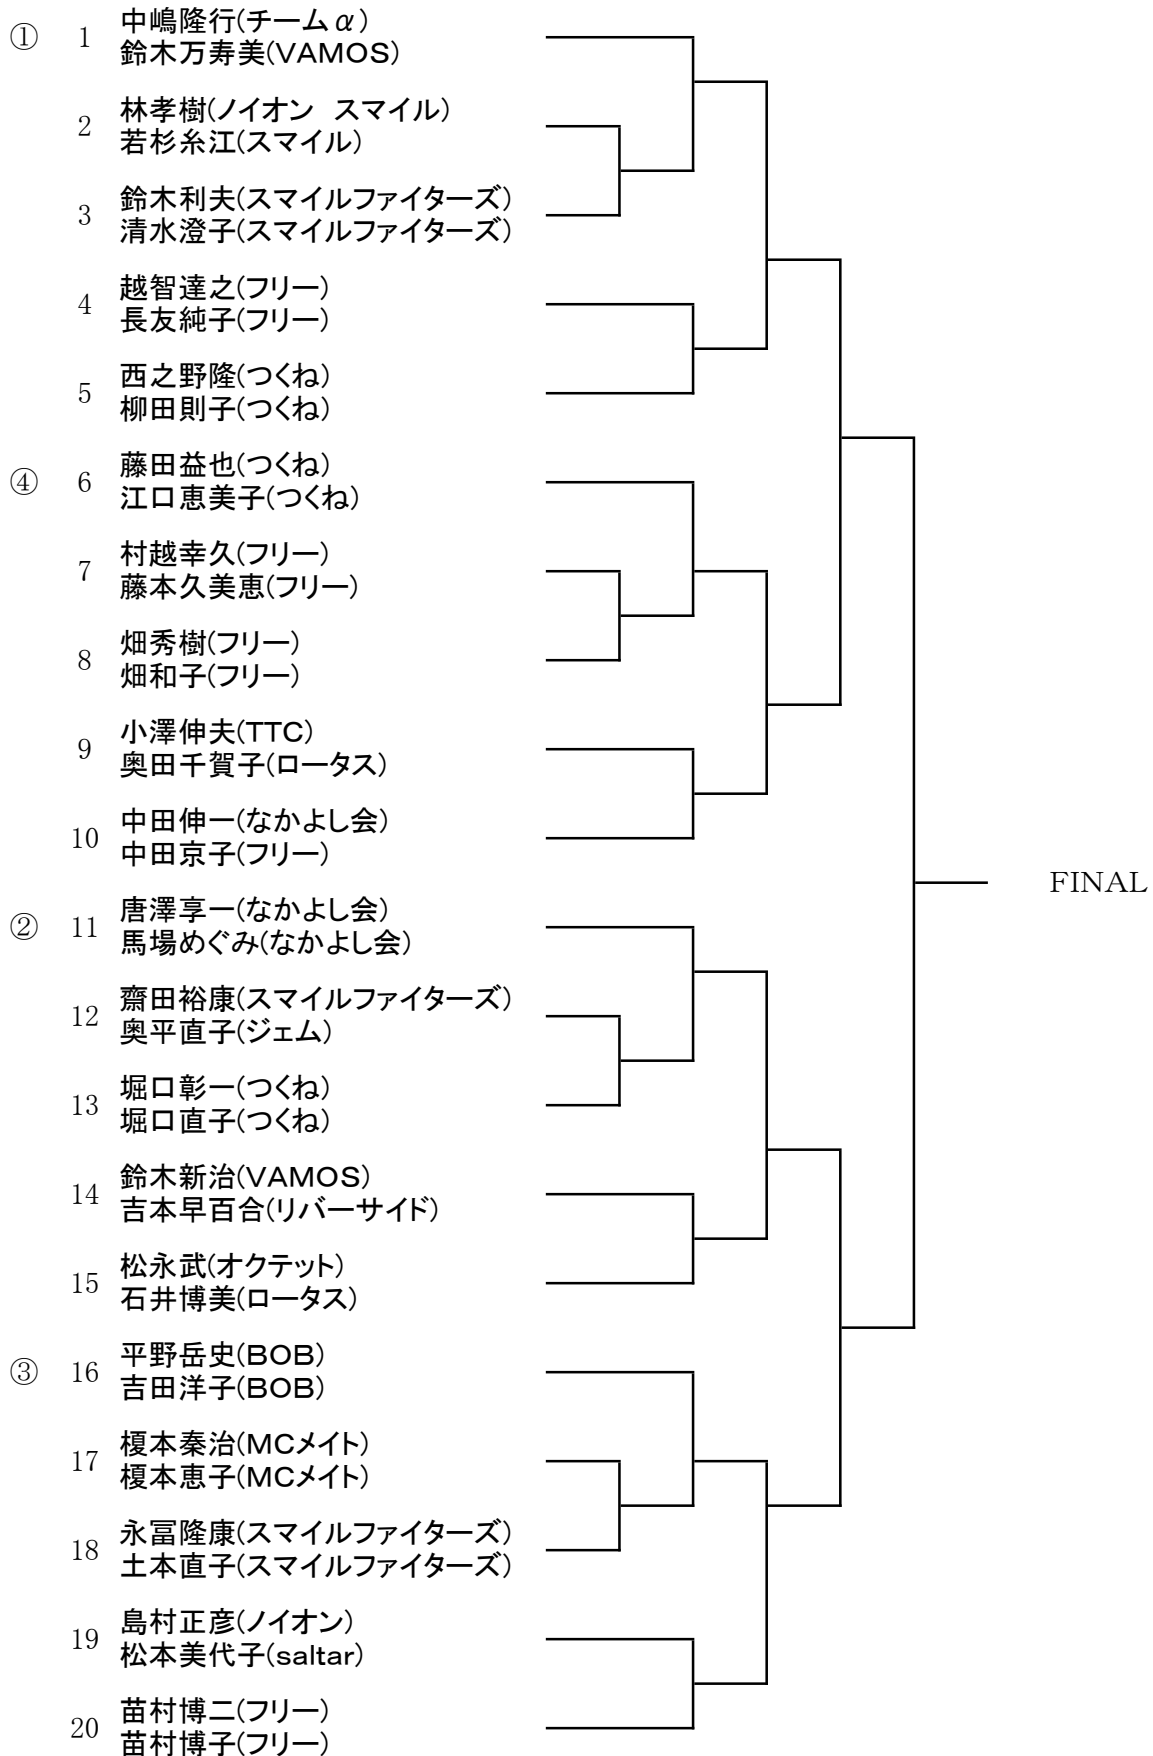 ① 1 中嶋隆行(チームα)
鈴木万寿美(VAMOS)
2 林孝樹(ノイオン　スマイル)
若杉糸江(スマイル)
3 鈴木利夫(スマイルファイターズ)
清水澄子(スマイルファイターズ)
4 越智達之(フリー)
長友純子(フリー)
5 西之野隆(つくね)
柳田則子(つくね)
④ 6 藤田益也(つくね)
江口恵美子(つくね)
7 村越幸久(フリー)
藤本久美恵(フリー)
8 畑秀樹(フリー)
畑和子(フリー)
9 小澤伸夫(TTC)
奥田千賀子(ロータス)
10 中田伸一(なかよし会)
中田京子(フリー)
FINAL
② 11 唐澤享一(なかよし会)
馬場めぐみ(なかよし会)
12 齋田裕康(スマイルファイターズ)
奥平直子(ジェム)
13 堀口彰一(つくね)
堀口直子(つくね)
14 鈴木新治(VAMOS)
吉本早百合(リバーサイド)
15 松永武(オクテット)
石井博美(ロータス)
③ 16 平野岳史(BOB)
吉田洋子(BOB)
17 榎本秦治(MCメイト)
榎本恵子(MCメイト)
18 永冨隆康(スマイルファイターズ)
土本直子(スマイルファイターズ)
19 島村正彦(ノイオン)
松本美代子(saltar)
20 苗村博二(フリー)
苗村博子(フリー)